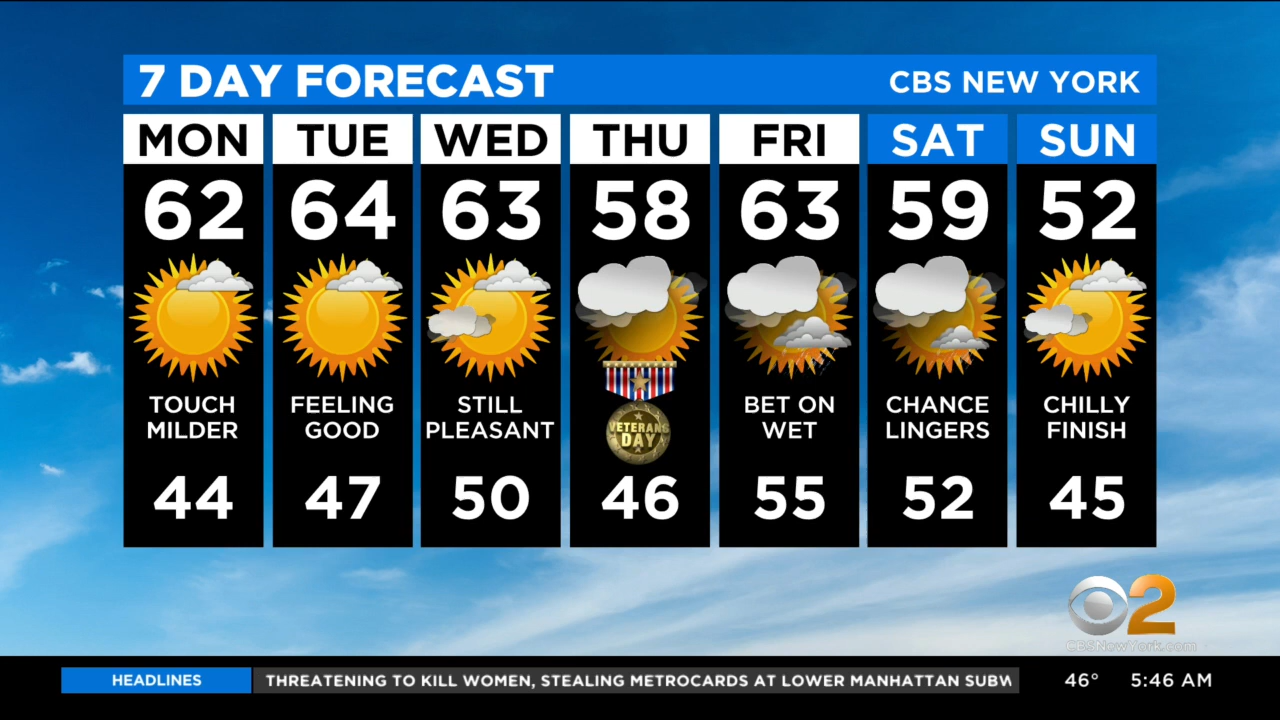 7 DAY FORECAST
CBS NEW YORK
MON TUE WED THU FRI SAT SUN
62 64 63 58 63 59 52
TOUCH MILDER
FEELING GOOD
STILL PLEASANT
VETERANS DAY
BET ON WET
CHANCE LINGERS
CHILLY FINISH
44 47 50 46 55 52 45
2
CBSNewYork.com
HEADLINES
THREATENING TO KILL WOMEN, STEALING METROCARDS AT LOWER MANHATTAN SUBW
46° 5:46 AM